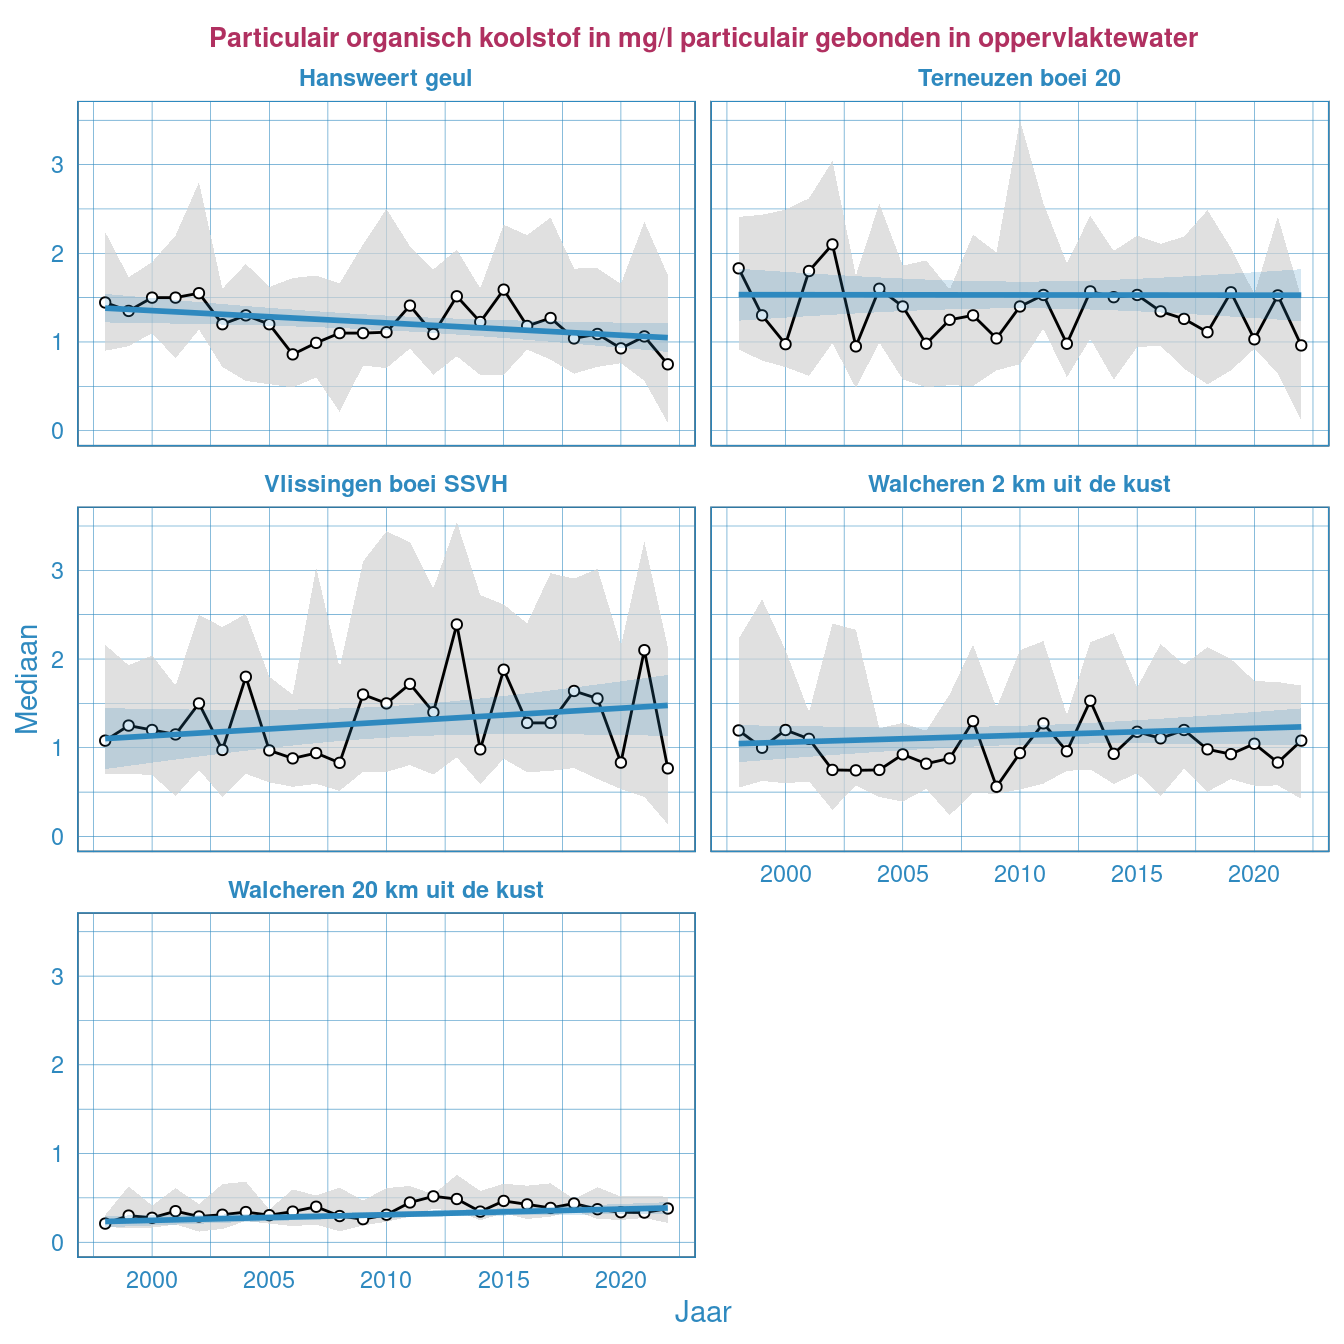 Particulair organisch koolstof in mg/l particulair gebonden in oppervlaktewater
Hansweert geul
Terneuzen boei 20
3
2
1
0
Vlissingen boei SSVH
Walcheren 2 km uit de kust
3
2
1
0
Mediaan
2000 2005 2010 2015 2020
Walcheren 20 km uit de kust
3
2
1
0
2000 2005 2010 2015 2020
Jaar